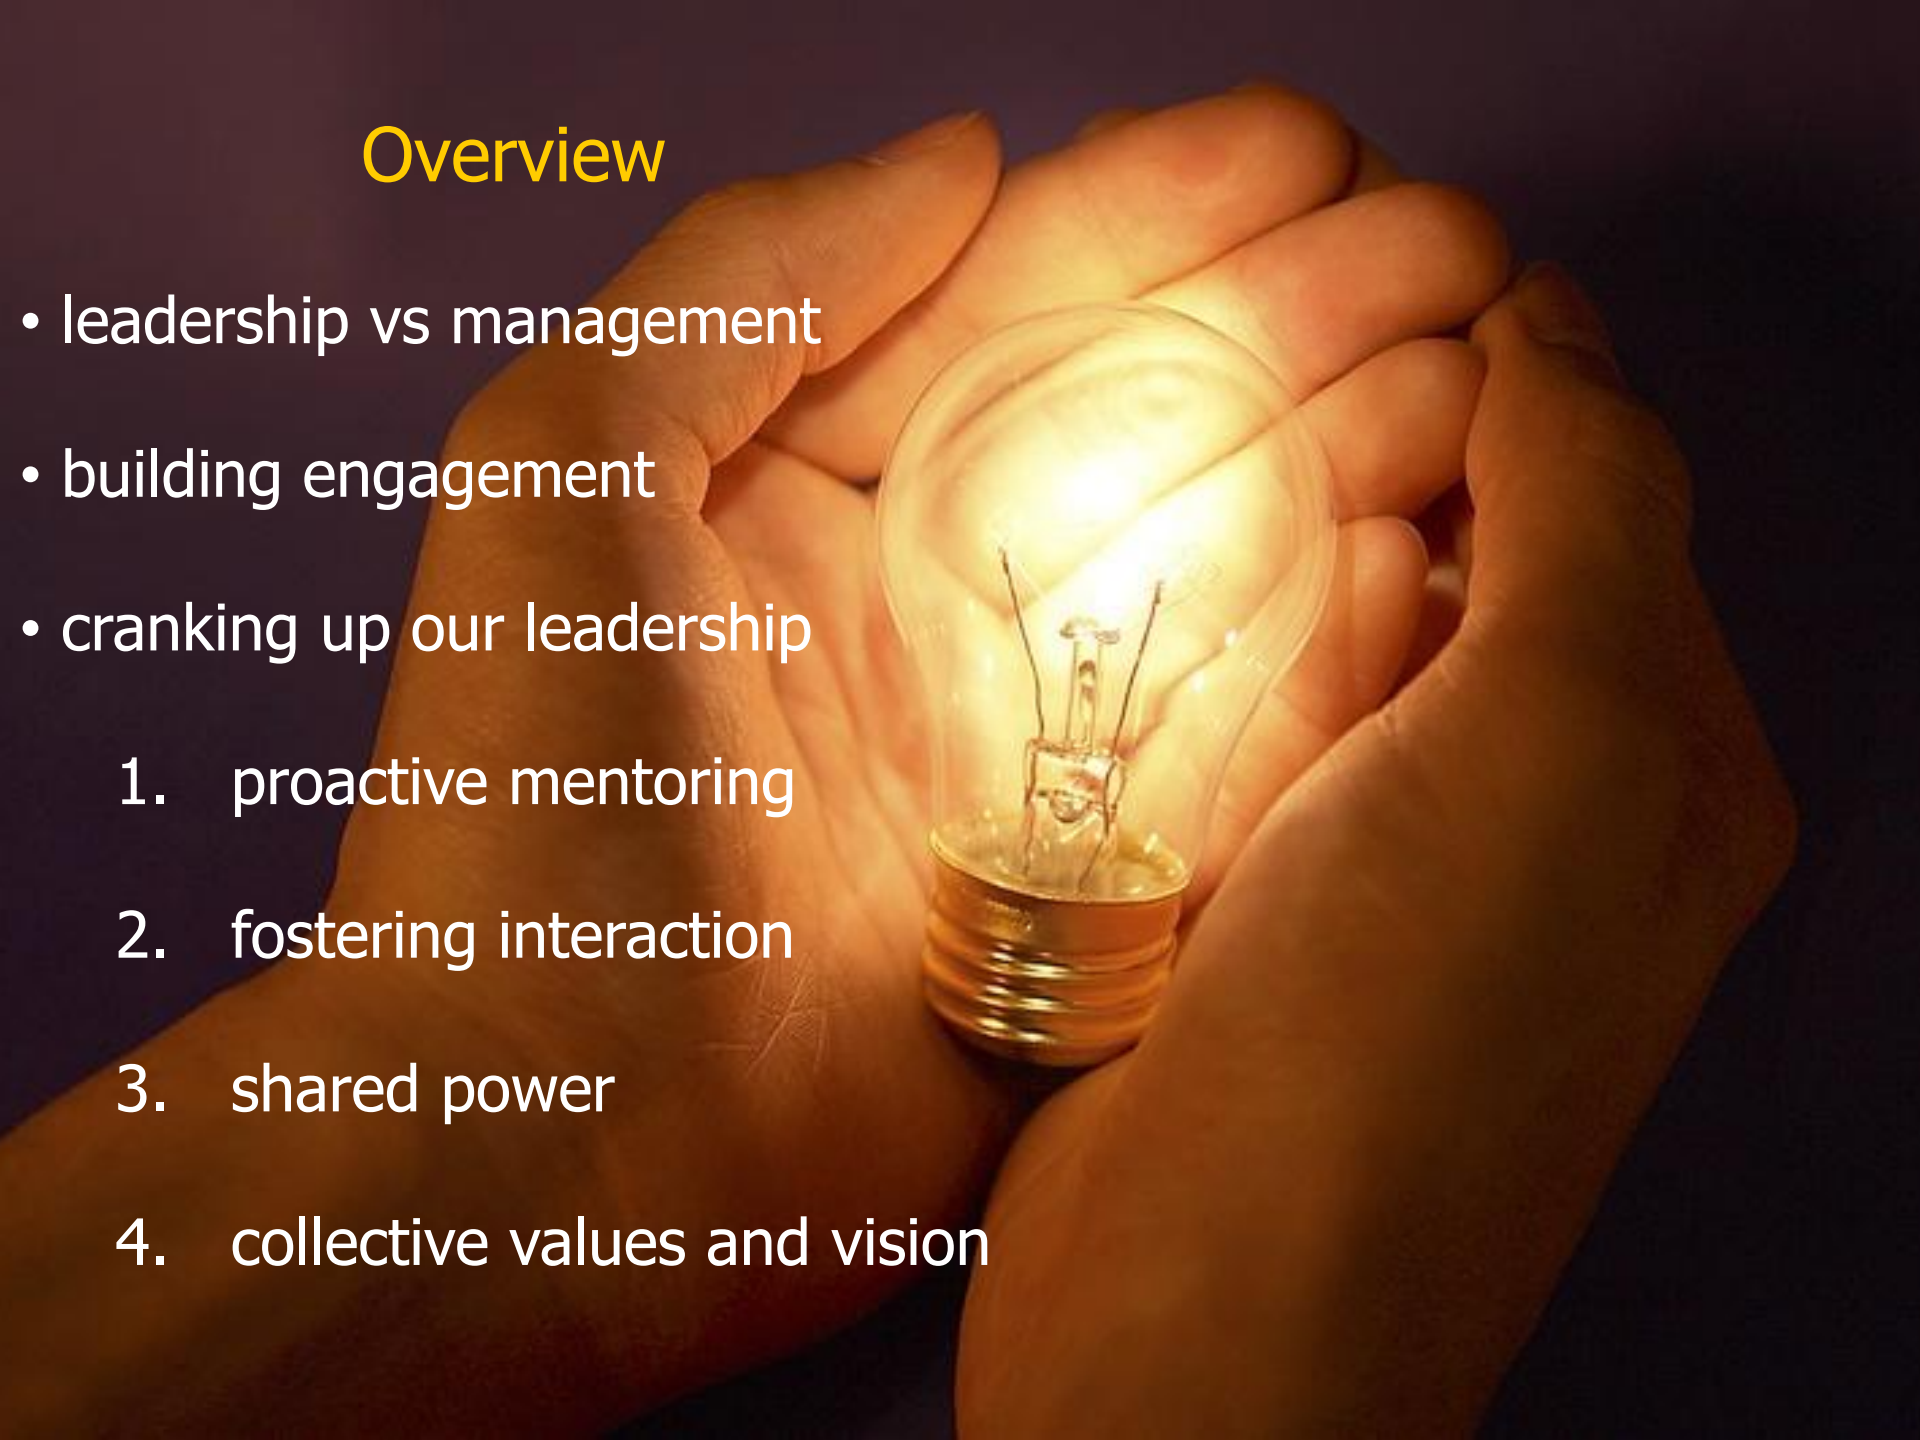 Overview
• leadership vs management
• building engagement
• cranking up our leadership
1. proactive mentoring
2. fostering interaction
3. shared power
4. collective values and vision